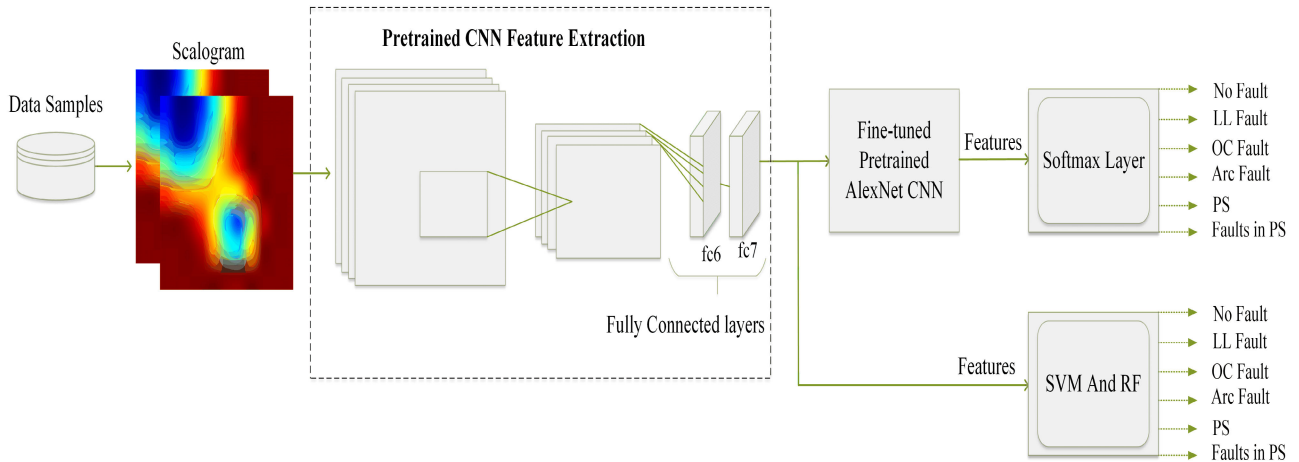 Data Samples
Scalogram
Pretrained CNN Feature Extraction
fc6
fc7
Fully Connected layers
Fine-tuned
Pretrained
AlexNet CNN
Features
Softmax Layer
No Fault
LL Fault
OC Fault
Arc Fault
PS
Faults in PS
Features
SVM And RF
No Fault
LL Fault
OC Fault
Arc Fault
PS
Faults in PS